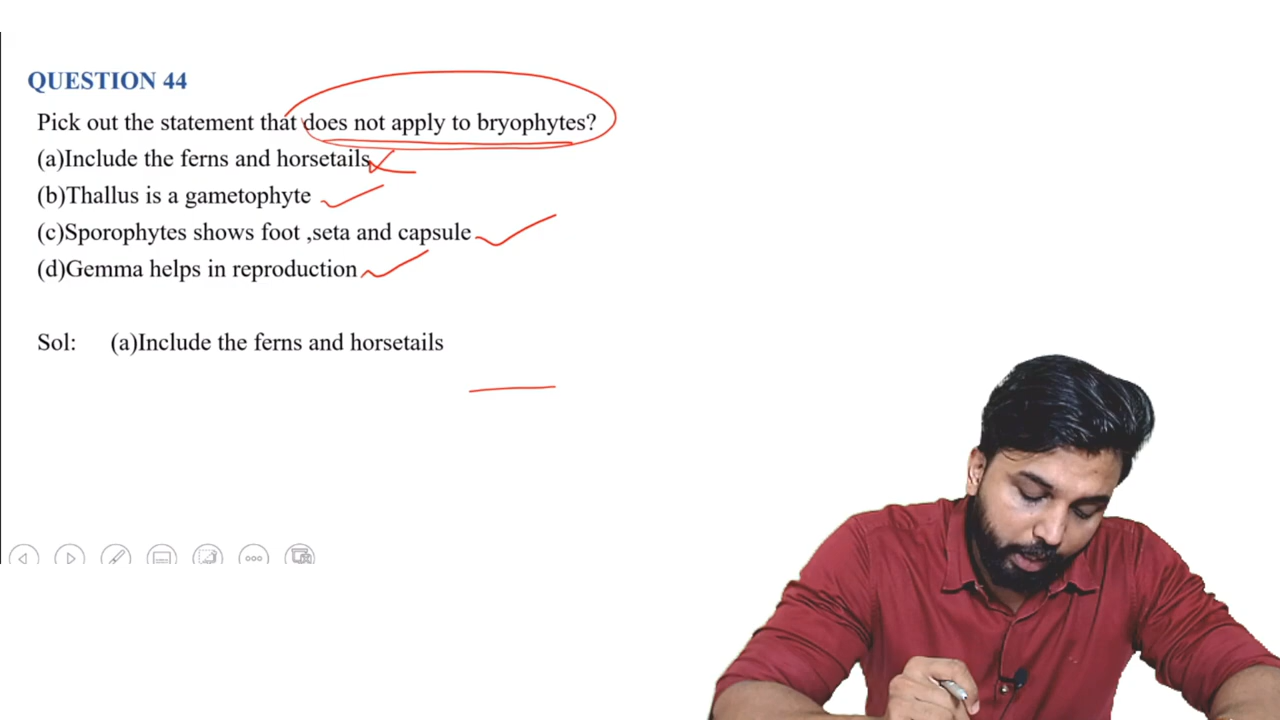 QUESTION 44
Pick out the statement that does not apply to bryophytes?
(a)Include the ferns and horsetails
(b)Thallus is a gametophyte
(c)Sporophytes shows foot ,seta and capsule
(d)Gemma helps in reproduction
Sol: (a)Include the ferns and horsetails